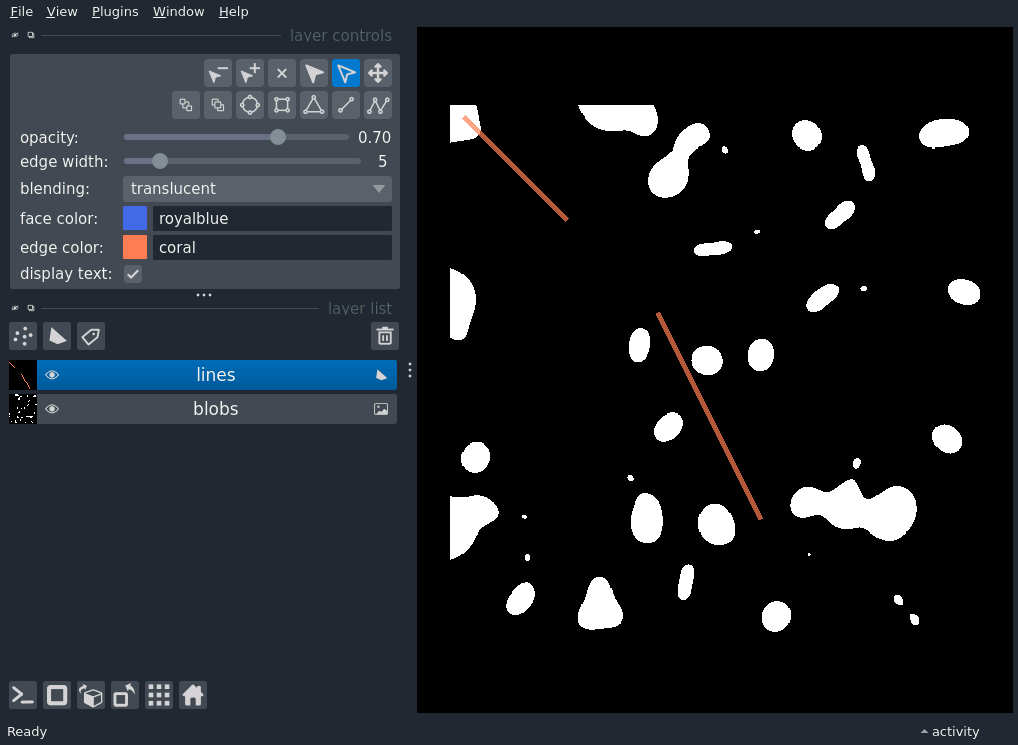 File View Plugins Window Help
layer controls
opacity: 0.70
edge width: 5
blending: translucent
face color: royalblue
edge color: coral
display text:
layer list
lines
blobs
Ready activity